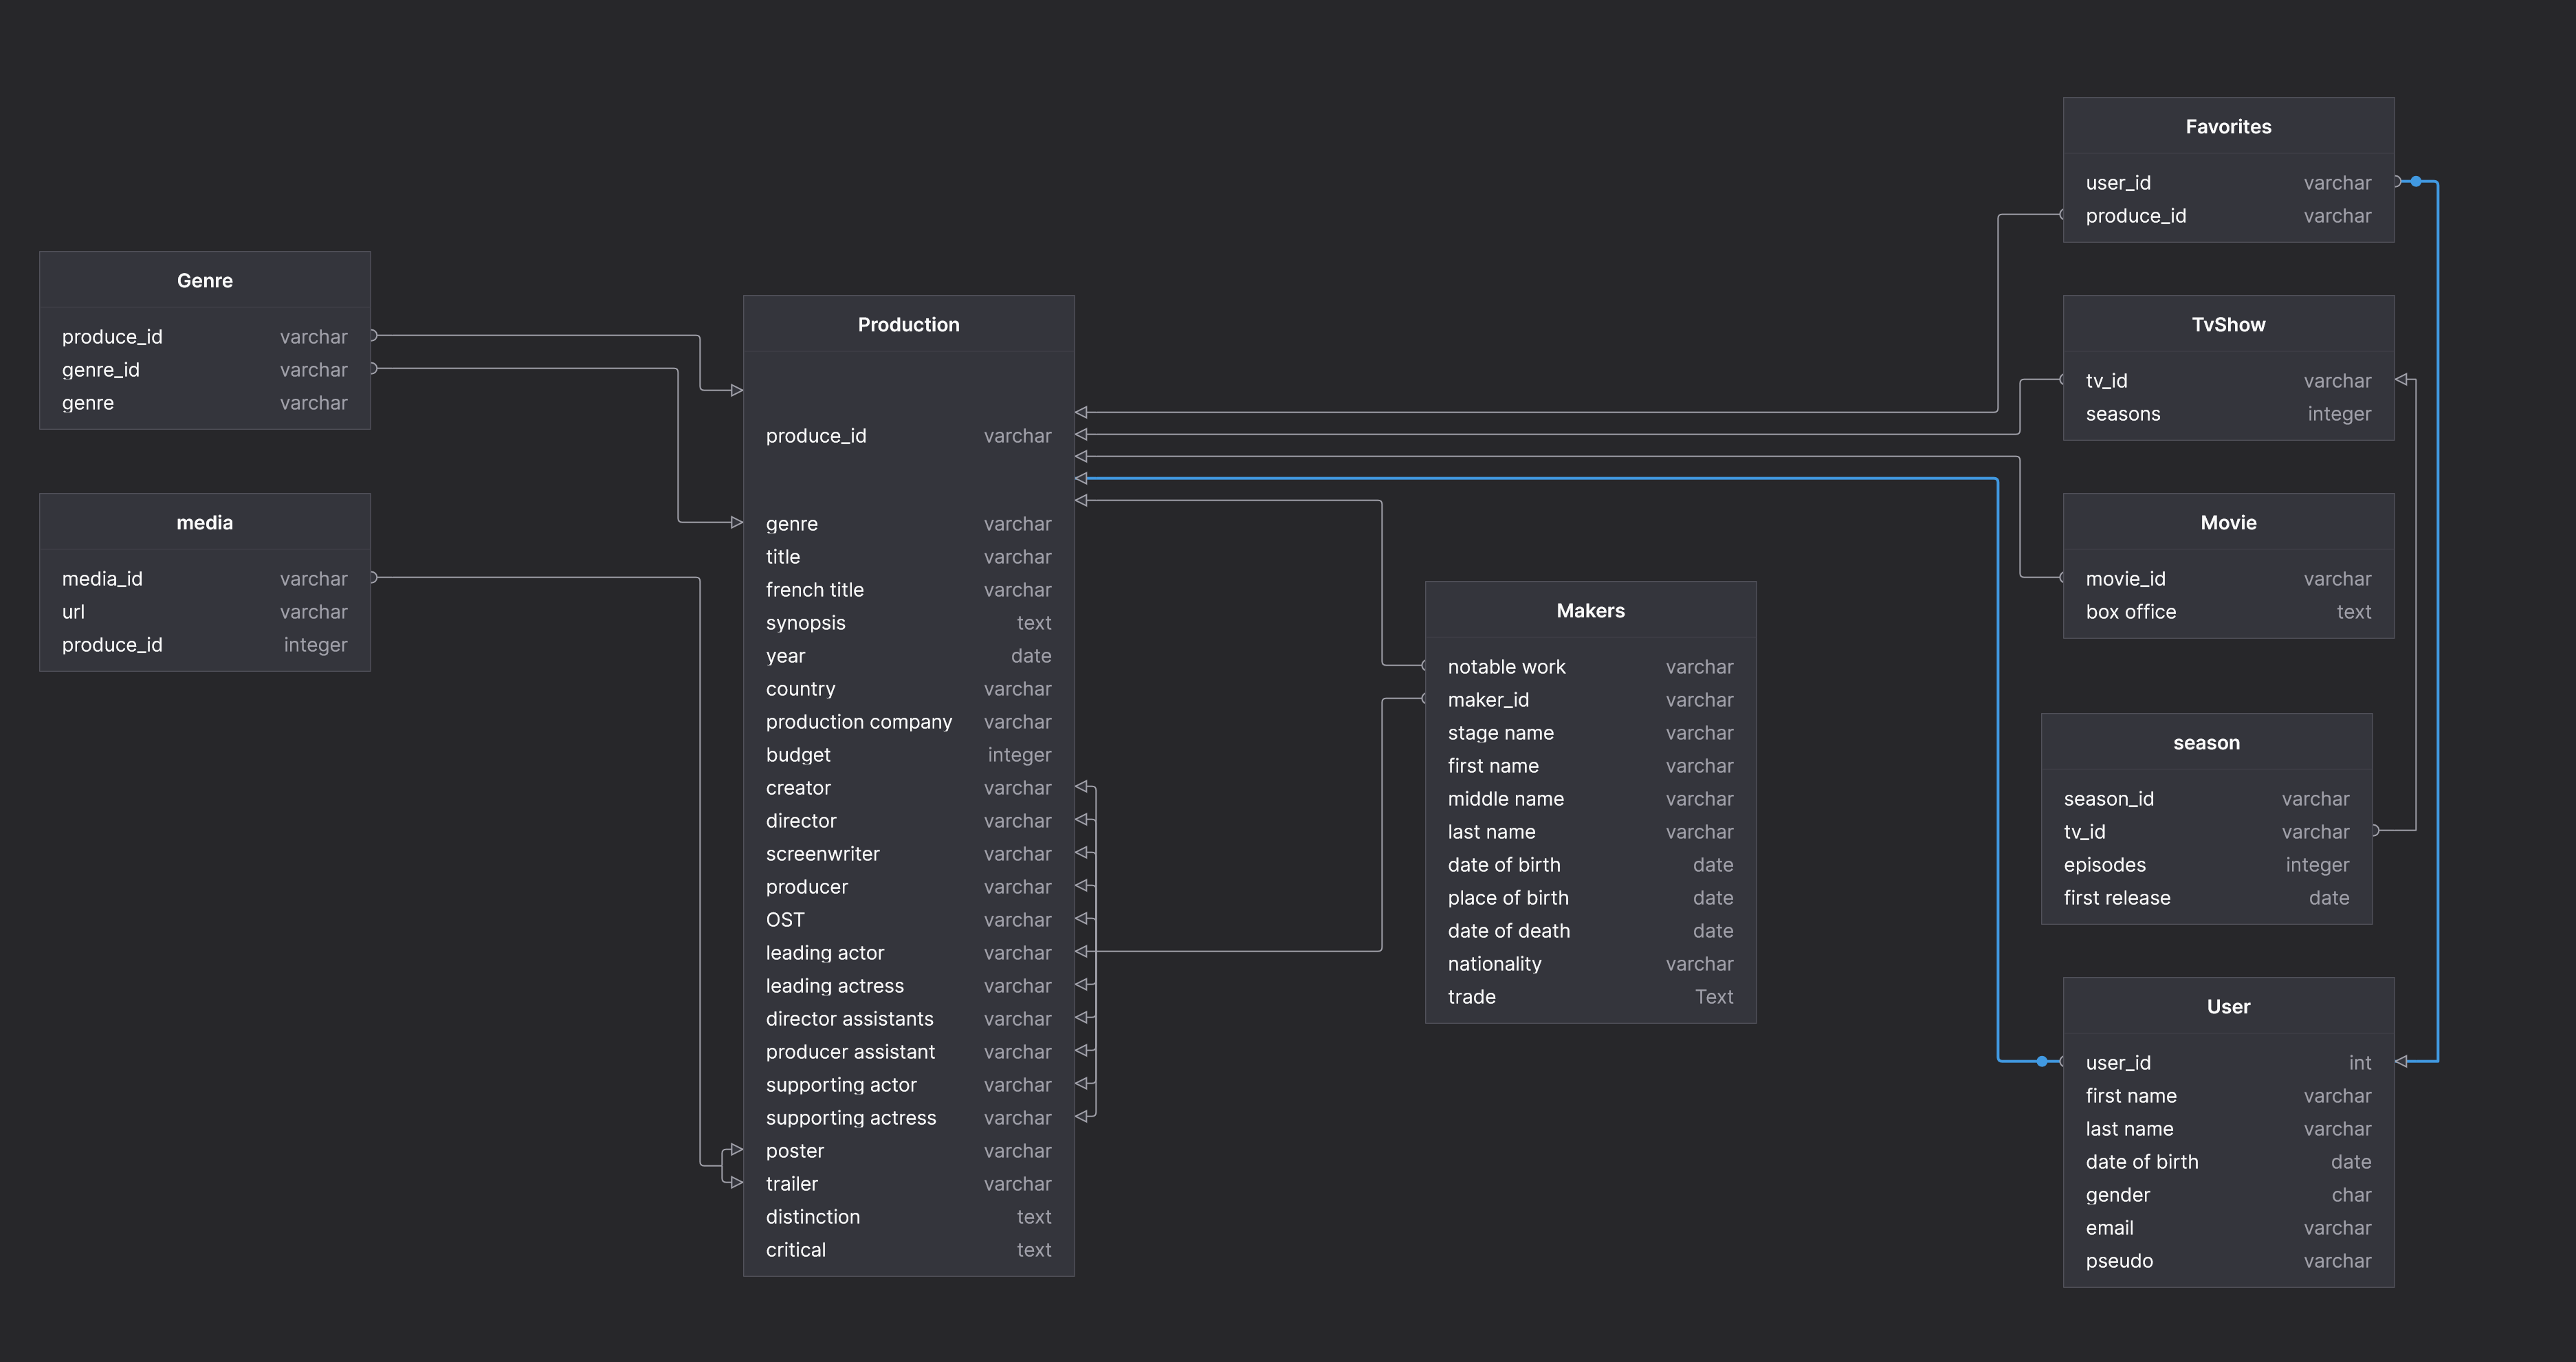 Genre
produce_id varchar
genre_id varchar
genre varchar
media
media_id varchar
url varchar
produce_id integer
Production
produce_id varchar
genre varchar
title varchar
french title varchar
synopsis text
year date
country varchar
production company varchar
budget integer
creator varchar
director varchar
screenwriter varchar
producer varchar
OST varchar
leading actor varchar
leading actress varchar
director assistants varchar
producer assistant varchar
supporting actor varchar
supporting actress varchar
poster varchar
trailer varchar
distinction text
critical text
Makers
notable work varchar
maker_id varchar
stage name varchar
first name varchar
middle name varchar
last name varchar
date of birth date
place of birth date
date of death date
nationality varchar
trade Text
Favorites
user_id varchar
produce_id varchar
TvShow
tv_id varchar
seasons integer
Movie
movie_id varchar
box office text
season
season_id varchar
tv_id varchar
episodes integer
first release date
User
user_id int
first name varchar
last name varchar
date of birth date
gender char
email varchar
pseudo varchar